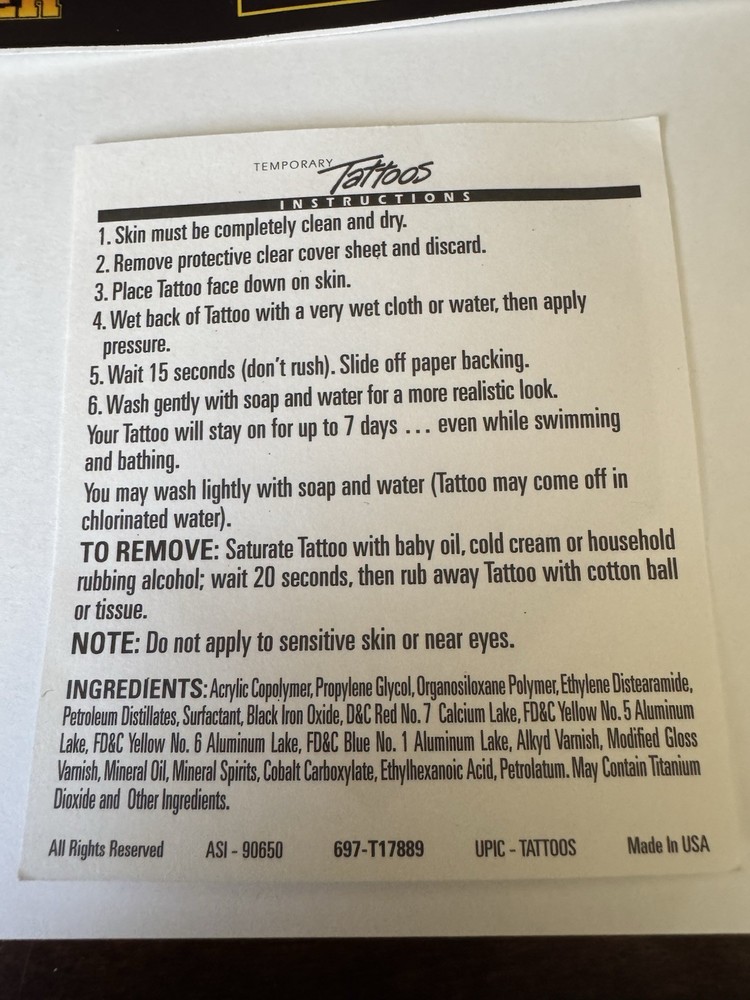 TEMPORARY Tattoos
INSTRUCTIONS
1. Skin must be completely clean and dry.
2. Remove protective clear cover sheet and discard.
3. Place Tattoo face down on skin.
4. Wet back of Tattoo with a very wet cloth or water, then apply
pressure.
5. Wait 15 seconds (don't rush). Slide off paper backing.
6. Wash gently with soap and water for a more realistic look.
Your Tattoo will stay on for up to 7 days ... even while swimming
and bathing.
You may wash lightly with soap and water (Tattoo may come off in
chlorinated water).
TO REMOVE: Saturate Tattoo with baby oil, cold cream or household
rubbing alcohol; wait 20 seconds, then rub away Tattoo with cotton ball
or tissue.
NOTE: Do not apply to sensitive skin or near eyes.
INGREDIENTS: Acrylic Copolymer, Propylene Glycol, Organosiloxane Polymer, Ethylene Distearamide,
Petroleum Distillates, Surfactant, Black Iron Oxide, D&C Red No. 7 Calcium Lake, FD&C Yellow No. 5 Aluminum
Lake, FD&C Yellow No. 6 Aluminum Lake, FD&C Blue No. 1 Aluminum Lake, Alkyd Varnish, Modified Gloss
Varnish, Mineral Oil, Mineral Spirits, Cobalt Carboxylate, Ethylhexanoic Acid, Petrolatum. May Contain Titanium
Dioxide and Other Ingredients.
All Rights Reserved ASI - 90650 697-T17889 UPIC - TATTOOS Made In USA